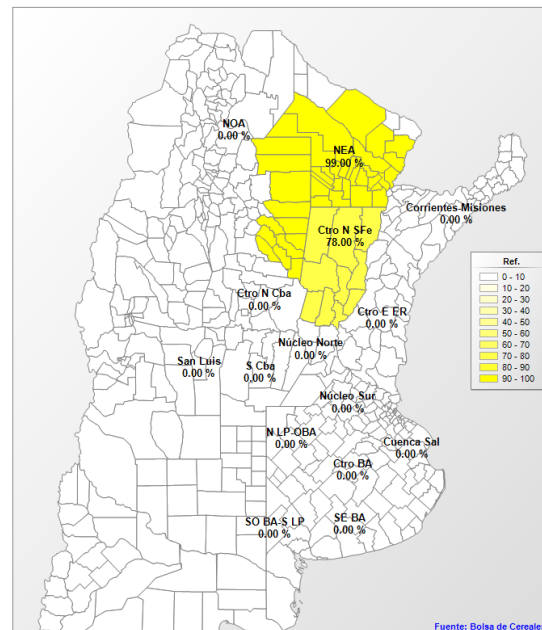 NOA
0.00 %
NEA
99.00 %
Corrientes-Misiones
0.00 %
Ctro N SFe
78.00 %
Ctro N Cba
0.00 %
Ctro E ER
0.00 %
Núcleo Norte
0.00 %
San Luis
0.00 %
S Cba
0.00 %
Núcleo Sur
0.00 %
N LP-OBA
0.00 %
Cuenca Sal
0.00 %
Ctro BA
0.00 %
SO BA-S LP
0.00 %
SE BA
0.00 %
Ref.
0 - 10
10 - 20
20 - 30
30 - 40
40 - 50
50 - 60
60 - 70
70 - 80
80 - 90
90 - 100
Fuente: Bolsa de Cereale